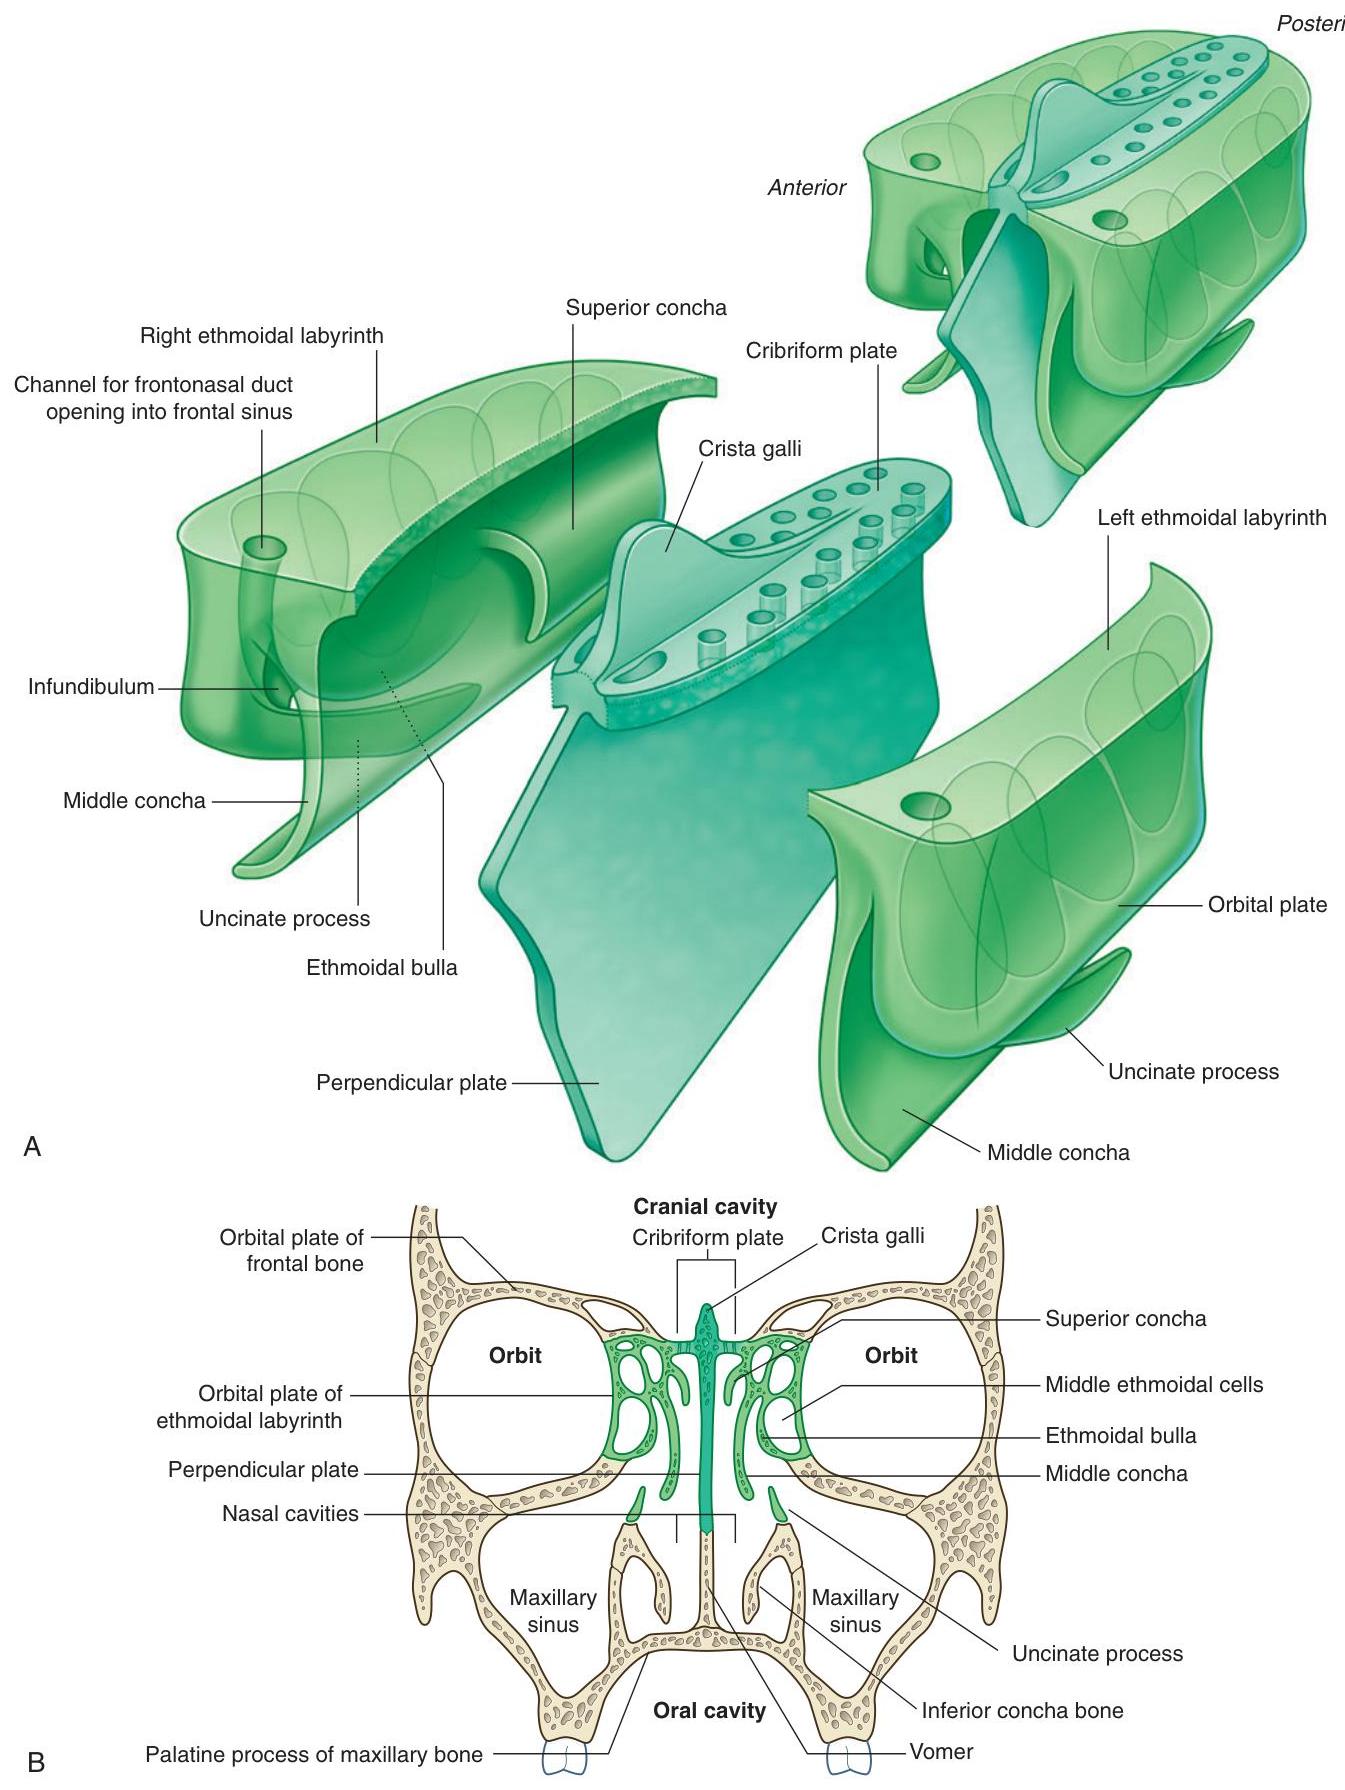 Posteri
Anterior
Superior concha
Right ethmoidal labyrinth
Cribriform plate
Channel for frontonasal duct
opening into frontal sinus
Crista galli
Left ethmoidal labyrinth
Infundibulum
Middle concha
Orbital plate
Uncinate process
Ethmoidal bulla
Uncinate process
Perpendicular plate
Middle concha
A
Cranial cavity
Cribriform plate
Crista galli
Orbital plate of
frontal bone
Superior concha
Orbit
Orbit
Middle ethmoidal cells
Orbital plate of
ethmoidal labyrinth
Ethmoidal bulla
Perpendicular plate
Middle concha
Nasal cavities
Maxillary
sinus
Maxillary
sinus
Uncinate process
Oral cavity
Inferior concha bone
Palatine process of maxillary bone
Vomer
B